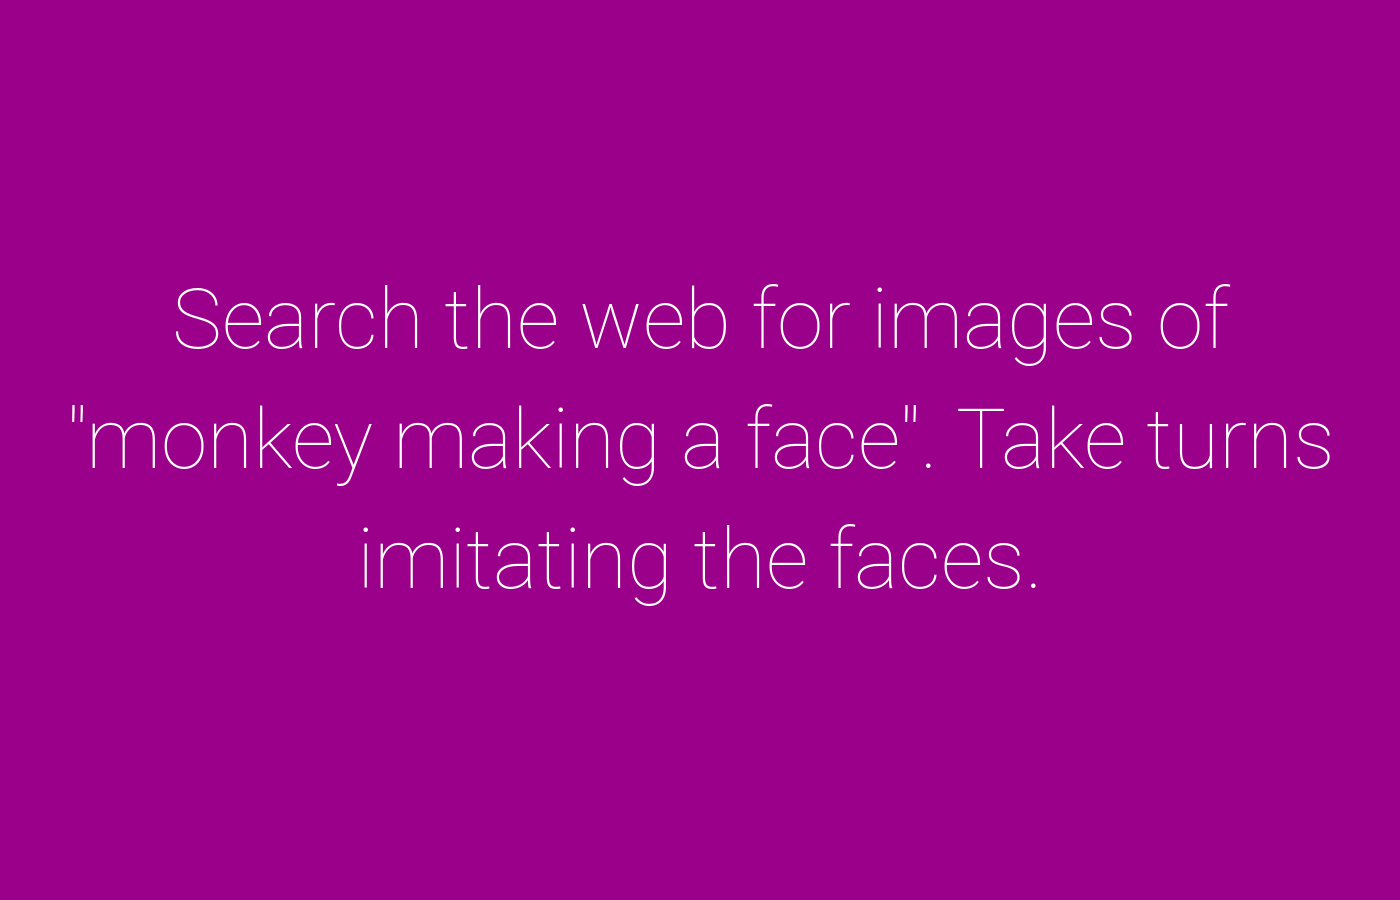 Search the web for images of
"monkey making a face". Take turns
imitating the faces.